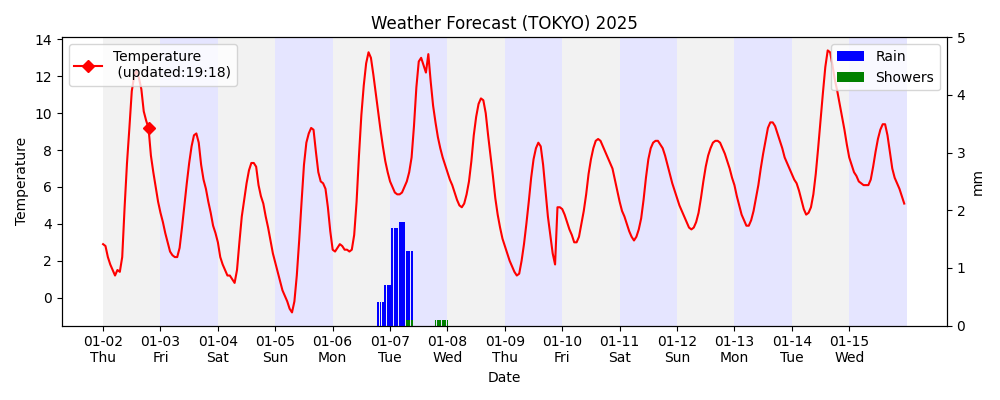 Weather Forecast (TOKYO) 2025
Temperature
(updated:19:18)
Rain
Showers
14
12
10
8
6
4
2
0
Temperature
5
4
3
2
1
0
mm
01-02 01-03 01-04 01-05 01-06 01-07 01-08 01-09 01-10 01-11 01-12 01-13 01-14 01-15
Thu Fri Sat Sun Mon Tue Wed Thu Fri Sat Sun Mon Tue Wed
Date